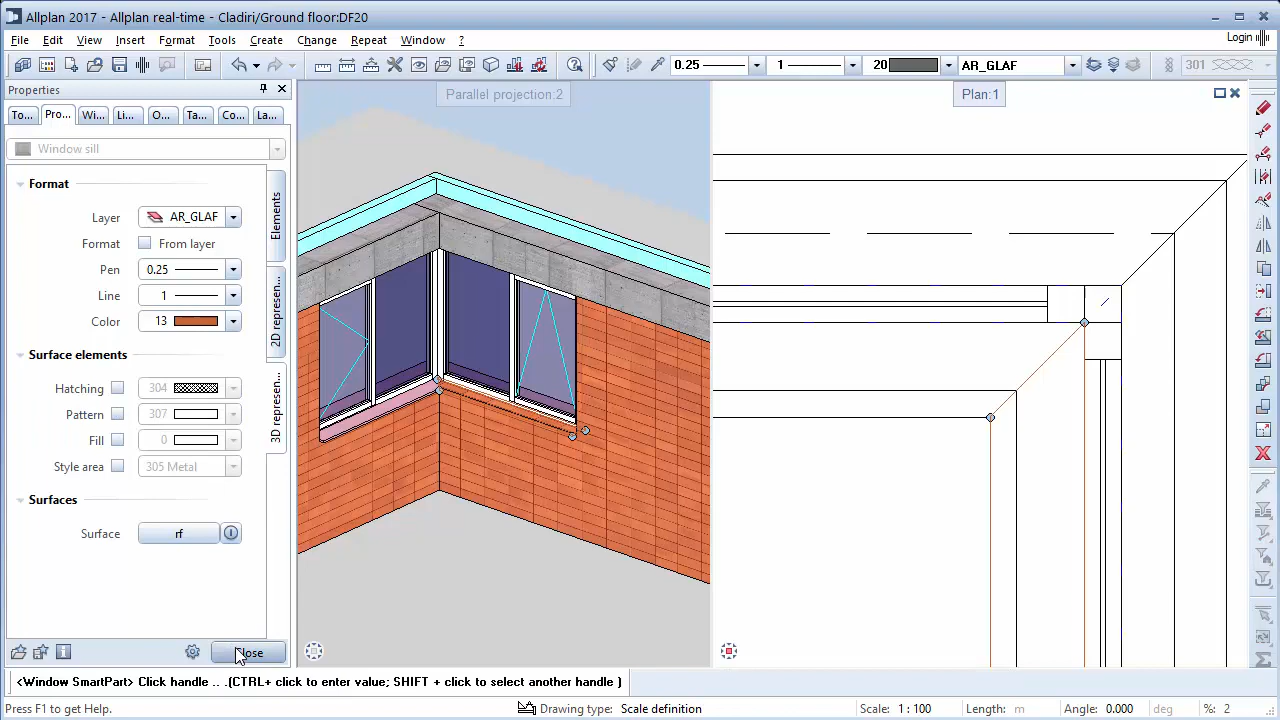 Allplan 2017 - Allplan real-time - Cladiri/Ground floor:DF20
File Edit View Insert Format Tools Create Change Repeat Window ?
Login
0.25 1 20 AR_GLAF 301
Properties
To... Pro... Wi... Li... O... Ta... Co... La...
Window sill
Format
Layer AR_GLAF
Format From layer
Pen 0.25
Line 1
Color 13
Surface elements
Hatching 304
Pattern 307
Fill 0
Style area 305 Metal
Surfaces
Surface rf
Elements
2D represen...
3D represen...
Parallel projection:2
Plan:1
<Window SmartPart> Click handle .. .(CTRL+ click to enter value; SHIFT + click to select another handle )
Press F1 to get Help.
Drawing type: Scale definition
Scale: 1 : 100
Length: m
Angle: 0.000 deg
%: 2